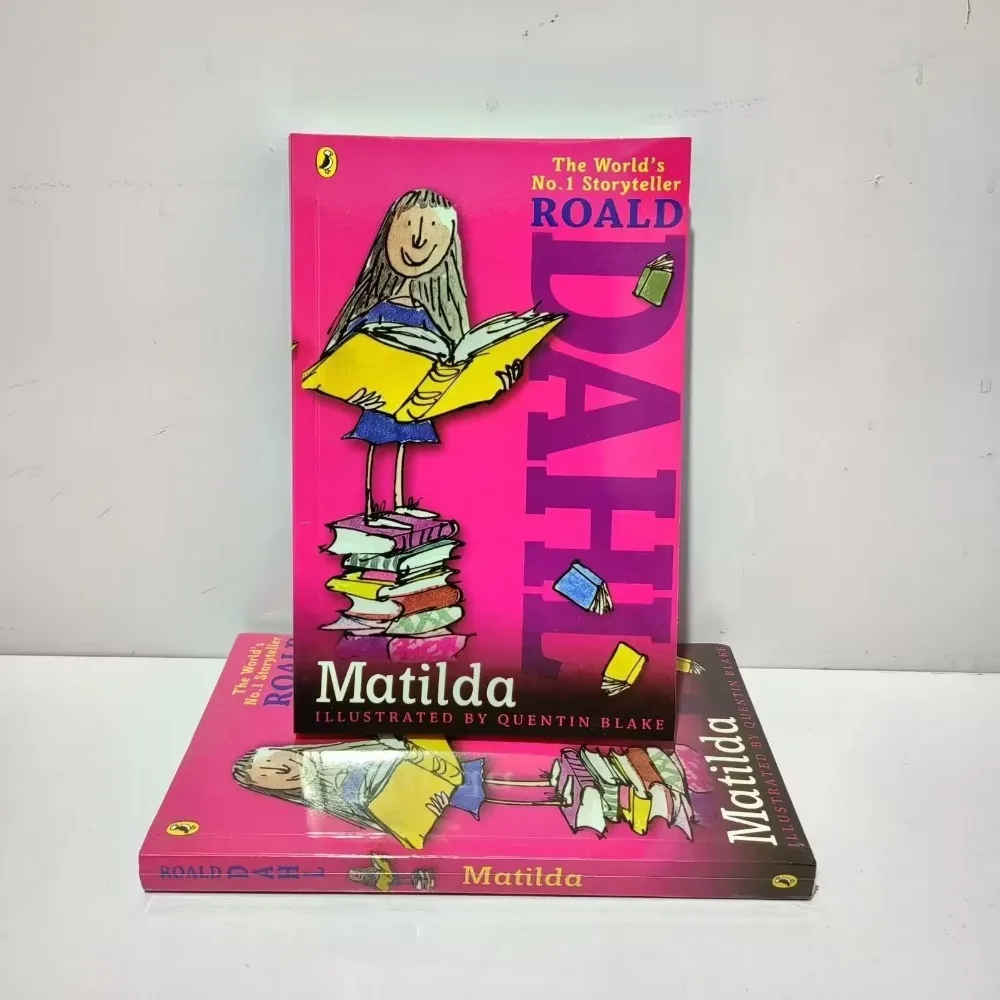 The World's
No.1 Storyteller
ROALD
DAHL
Matilda
ILLUSTRATED BY QUENTIN BLAKE
The World's
No.1 Storyteller
ROALD
Matilda
ILLUSTRATED BY QUENTIN BLAKE
ROALD DAHL Matilda